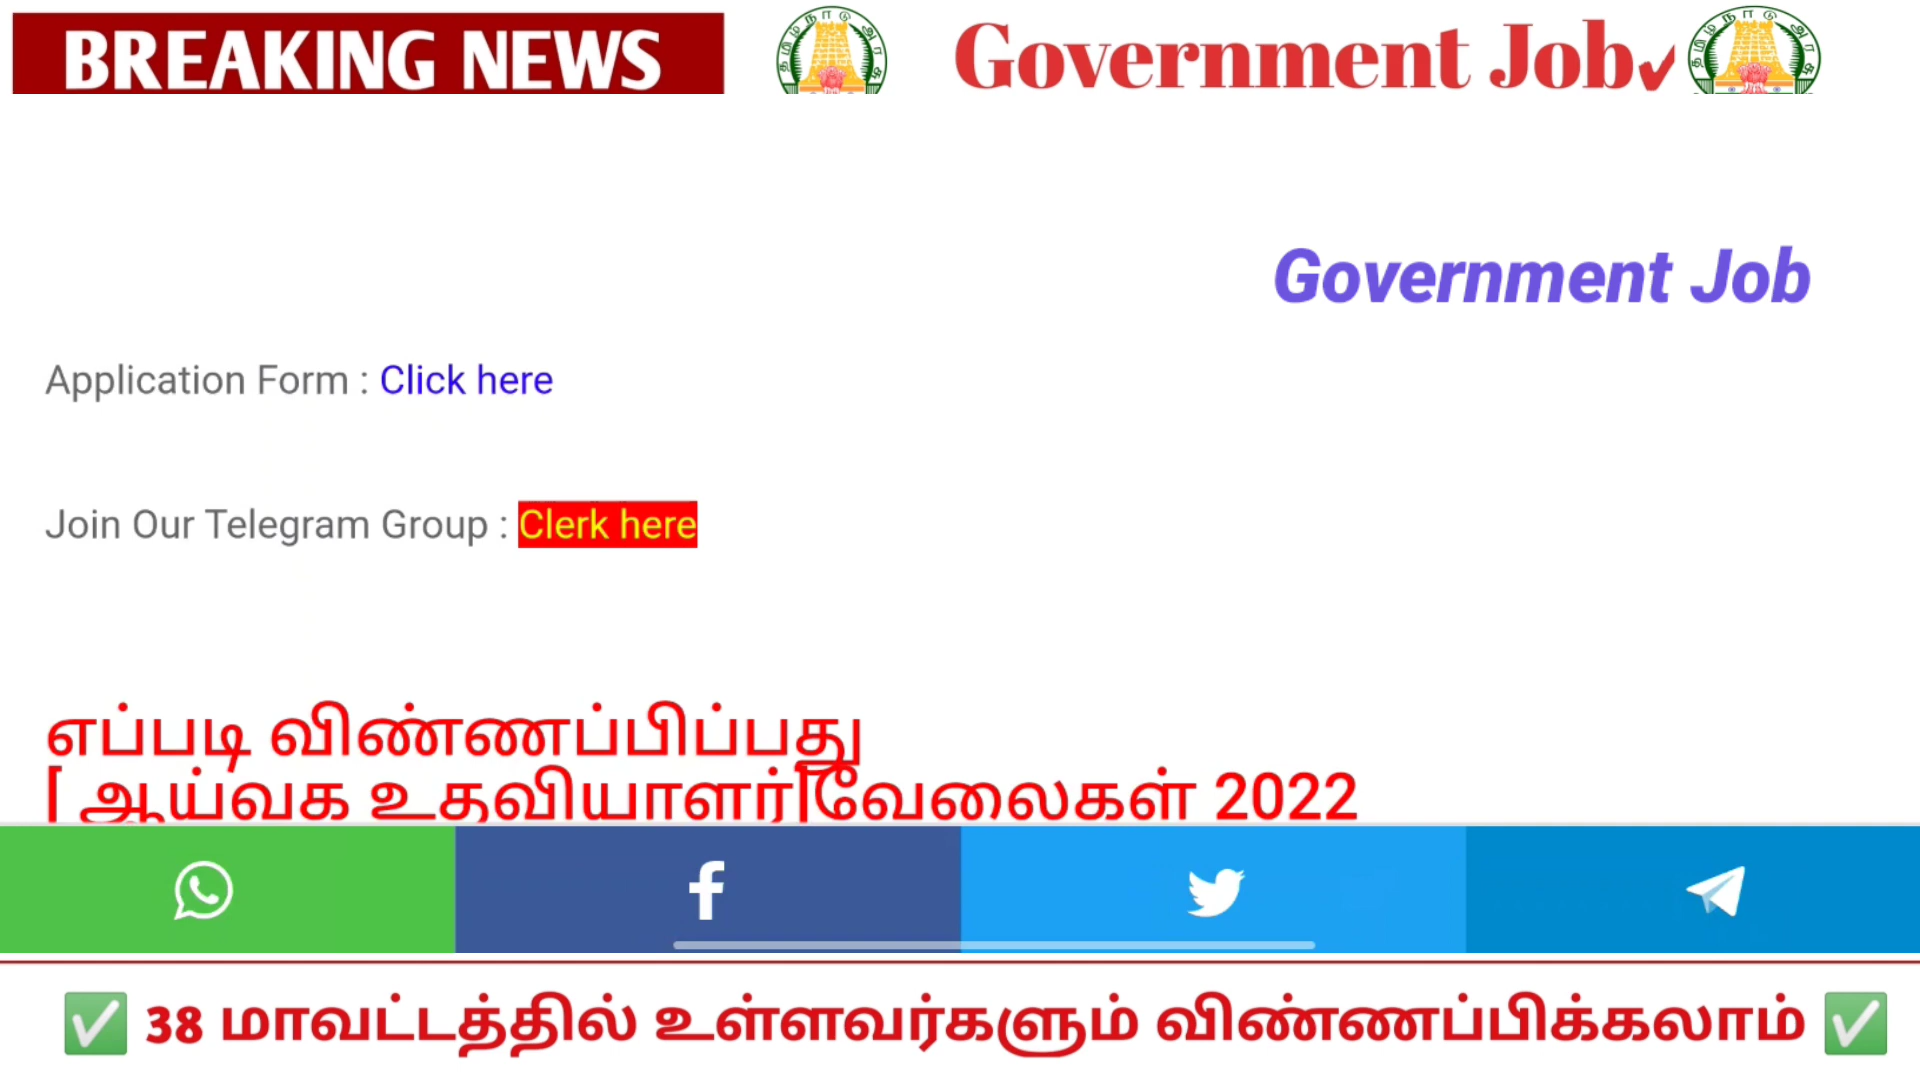 BREAKING NEWS
Government Job✓
Government Job
Application Form : Click here
Join Our Telegram Group : Clerk here
எப்படி விண்ணப்பிப்பது
[ ஆய்வக உதவியாளர்]வேலைகள் 2022
✅ 38 மாவட்டத்தில் உள்ளவர்களும் விண்ணப்பிக்கலாம் ✅